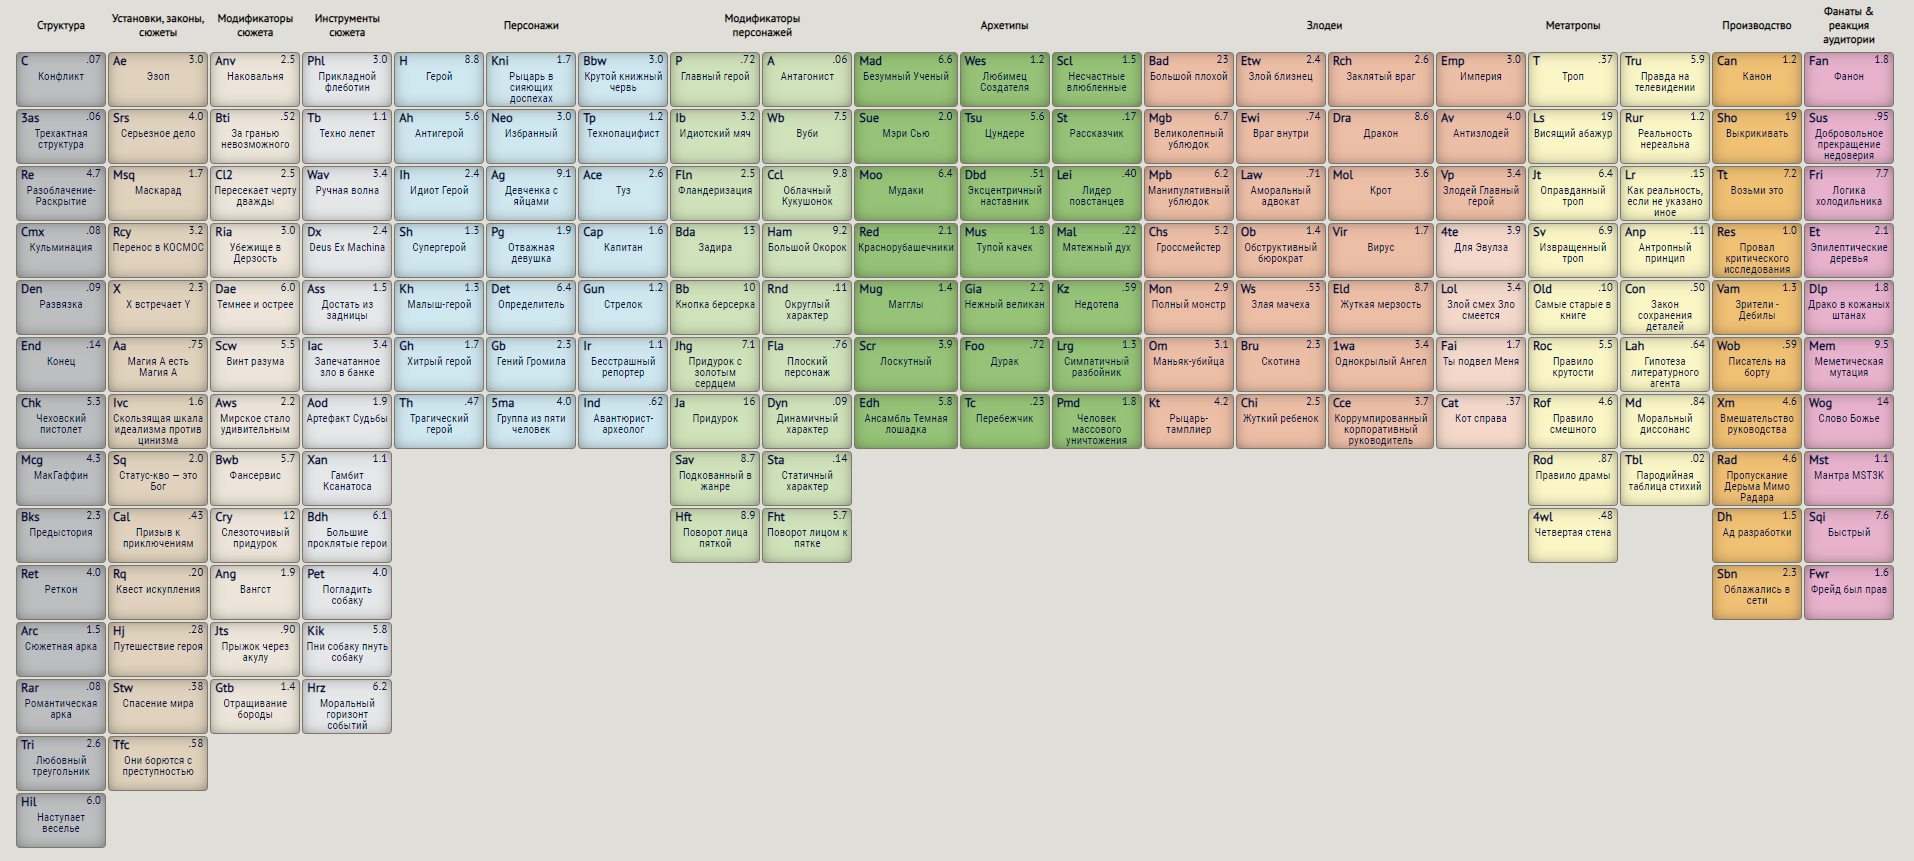 Структура
Установки, законы,
сюжеты
Модификаторы
сюжета
Инструменты
сюжета
Персонажи
Модификаторы
персонажей
Архетипы
Злодеи
Метатропы
Производство
Фанаты &
реакция
аудитории
C .07
Конфликт
Ae 3.0
Эзоп
Anv 2.5
Наковальня
Phl 3.0
Прикладной
флеботин
H 8.8
Герой
Kni 1.7
Рыцарь в
сияющих
доспехах
Bbw 3.0
Крутой книжный
червь
P .72
Главный герой
A .06
Антагонист
Mad 6.6
Безумный Ученый
Wes 1.2
Любимец
Создателя
Scl 1.5
Несчастные
влюбленные
Bad 23
Большой плохой
Etw 2.4
Злой близнец
Rch 2.6
Заклятый враг
Emp 3.0
Империя
T .37
Троп
Tru 5.9
Правда на
телевидении
Can 1.2
Канон
Fan 1.8
Фанон
3as .06
Трехактная
структура
Srs 4.0
Серьезное дело
Bti .52
За гранью
невозможного
Tb 1.1
Техно лепет
Ah 5.6
Антигерой
Neo 3.0
Избранный
Tp 1.2
Технопацифист
Ib 3.2
Идиотский мяч
Wb 7.5
Вуби
Sue 2.0
Мэри Сью
Tsu 5.6
Цундере
St .17
Рассказчик
Mgb 6.7
Великолепный
ублюдок
Ewi .74
Враг внутри
Dra 8.6
Дракон
Av 4.0
Антизлодей
Ls 19
Висящий абажур
Rur 1.2
Реальность
нереальна
Sho 19
Выкрикивать
Sus .95
Добровольное
прекращение
недоверия
Re 4.7
Разоблачение-
Раскрытие
Msq 1.7
Маскарад
Cl2 2.5
Пересекает черту
дважды
Wav 3.4
Ручная волна
Ih 2.4
Идиот Герой
Ag 9.1
Девченка с
яйцами
Ace 2.6
Туз
Fln 2.5
Фландеризация
Ccl 9.8
Облачный
Кукушонок
Moo 6.4
Мудаки
Dbd .51
Эксцентричный
наставник
Lei .40
Лидер
повстанцев
Mpb 6.2
Манипулятивный
ублюдок
Law .71
Аморальный
адвокат
Mol 3.6
Крот
Vp 3.4
Злодей Главный
герой
Jt 6.4
Оправданный
троп
Lr .15
Как реальность,
если не указано
иное
Tt 7.2
Возьми это
Fri 7.7
Логика
холодильника
Cmx .08
Кульминация
Rcy 3.2
Перенос в КОСМОС
Ria 3.0
Убежище в
Дерзость
Dx 2.4
Deus Ex Machina
Sh 1.3
Супергерой
Pg 1.9
Отважная
девушка
Cap 1.6
Капитан
Bda 13
Задира
Ham 9.2
Большой Окорок
Red 2.1
Краснорубашечники
Mus 1.8
Тупой качек
Mal .22
Мятежный дух
Chs 5.2
Гроссмейстер
Ob 1.4
Обструктивный
бюрократ
Vir 1.7
Вирус
4te 3.9
Для Эвулза
Sv 6.9
Извращенный
троп
Anp .11
Антропный
принцип
Res 1.0
Провал
критического
исследования
Et 2.1
Эпилептические
деревья
Den .09
Развязка
X 2.3
X встречает Y
Dae 6.0
Темнее и острее
Ass 1.5
Достать из
задницы
Kh 1.3
Малыш-герой
Det 6.4
Определитель
Gun 1.2
Стрелок
Bb 10
Кнопка берсерка
Rnd .11
Округлый
характер
Mug 1.4
Магглы
Gia 2.2
Нежный великан
Kz .59
Недотепа
Mon 2.9
Полный монстр
Ws .53
Злая мачеха
Eld 8.7
Жуткая мерзость
Lol 3.4
Злой смех Зло
смеется
Old .10
Самые старые в
книге
Con .50
Закон
сохранения
деталей
Vam 1.3
Зрители -
Дебилы
Dlp 1.8
Драко в кожаных
штанах
End .14
Конец
Aa .75
Магия А есть
Магия А
Scw 5.5
Винт разума
Iac 3.4
Запечатанное
зло в банке
Gh 1.7
Хитрый герой
Gb 2.3
Гений Громила
Ir 1.1
Бесстрашный
репортер
Jhg 7.1
Придурок с
золотым
сердцем
Fla .76
Плоский
персонаж
Scr 3.9
Лоскутный
Foo .72
Дурак
Lrg 1.3
Симпатичный
разбойник
Om 3.1
Маньяк-убийца
Bru 2.3
Скотина
1wa 3.4
Однокрылый Ангел
Fai 1.7
Ты подвел Меня
Roc 5.5
Правило
крутости
Lah .64
Гипотеза
литературного
агента
Wob .59
Писатель на
борту
Mem 9.5
Меметическая
мутация
Chk 5.3
Чеховский
пистолет
Ivc 1.6
Скользящая шкала
идеализма против
цинизма
Aws 2.2
Мирское стало
удивительным
Aod 1.9
Артефакт Судьбы
Th .47
Трагический
герой
5ma 4.0
Группа из пяти
человек
Ind .62
Авантюрист-
археолог
Ja 16
Придурок
Dyn .09
Динамичный
характер
Edh 5.8
Ансамбль Темная
лошадка
Tc .23
Перебежчик
Pmd 1.8
Человек
массового
уничтожения
Kt 4.2
Рыцарь-
тамплиер
Chi 2.5
Жуткий ребенок
Cce 3.7
Коррумпированный
корпоративный
руководитель
Cat .37
Кот справа
Rof 4.6
Правило
смешного
Md .84
Моральный
диссонанс
Xm 4.6
Вмешательство
руководства
Wog 14
Слово Божье
Mcg 4.3
МакГаффин
Sq 2.0
Статус-кво — это
Бог
Bwb 5.7
Фансервис
Xan 1.1
Гамбит
Ксанатоса
Sav 8.7
Подкованный в
жанре
Sta .14
Статичный
характер
Rod .87
Правило драмы
Tbl .02
Пародийная
таблица стихий
Rad 4.6
Пропускание
Дерьма Мимо
Радара
Mst 1.1
Мантра MST3K
Bks 2.3
Предыстория
Cal .43
Призыв к
приключениям
Cry 12
Слезоточивый
придурок
Bdh 6.1
Большие
проклятые герои
Hft 8.9
Поворот лица
пяткой
Fht 5.7
Поворот лицом к
пятке
4wl .48
Четвертая стена
Dh 1.5
Ад разработки
Sqi 7.6
Быстрый
Ret 4.0
Реткон
Rq .20
Квест искупления
Ang 1.9
Вангст
Pet 4.0
Погладить
собаку
Sbn 2.3
Облажались в
сети
Fwr 1.6
Фрейд был прав
Arc 1.5
Сюжетная арка
Hj .28
Путешествие героя
Jts .90
Прыжок через
акулу
Kik 5.8
Пни собаку пнуть
собаку
Rar .08
Романтическая
арка
Stw .38
Спасение мира
Gtb 1.4
Отращивание
бороды
Hrz 6.2
Моральный
горизонт
событий
Tri 2.6
Любовный
треугольник
Tfc .58
Они борются с
преступностью
Hil 6.0
Наступает
веселье